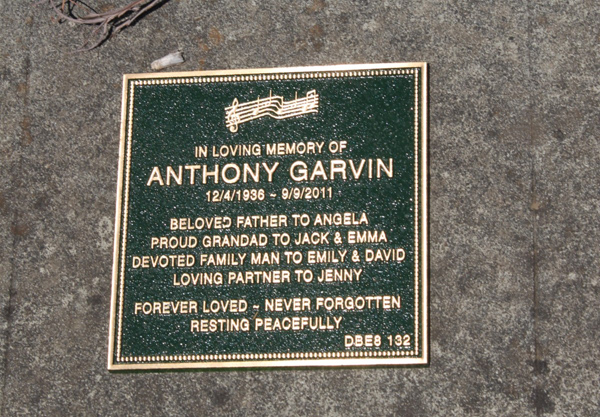 IN LOVING MEMORY OF
ANTHONY GARVIN
12/4/1936 ~ 9/9/2011
BELOVED FATHER TO ANGELA
PROUD GRANDAD TO JACK & EMMA
DEVOTED FAMILY MAN TO EMILY & DAVID
LOVING PARTNER TO JENNY
FOREVER LOVED ~ NEVER FORGOTTEN
RESTING PEACEFULLY
DBE8 132